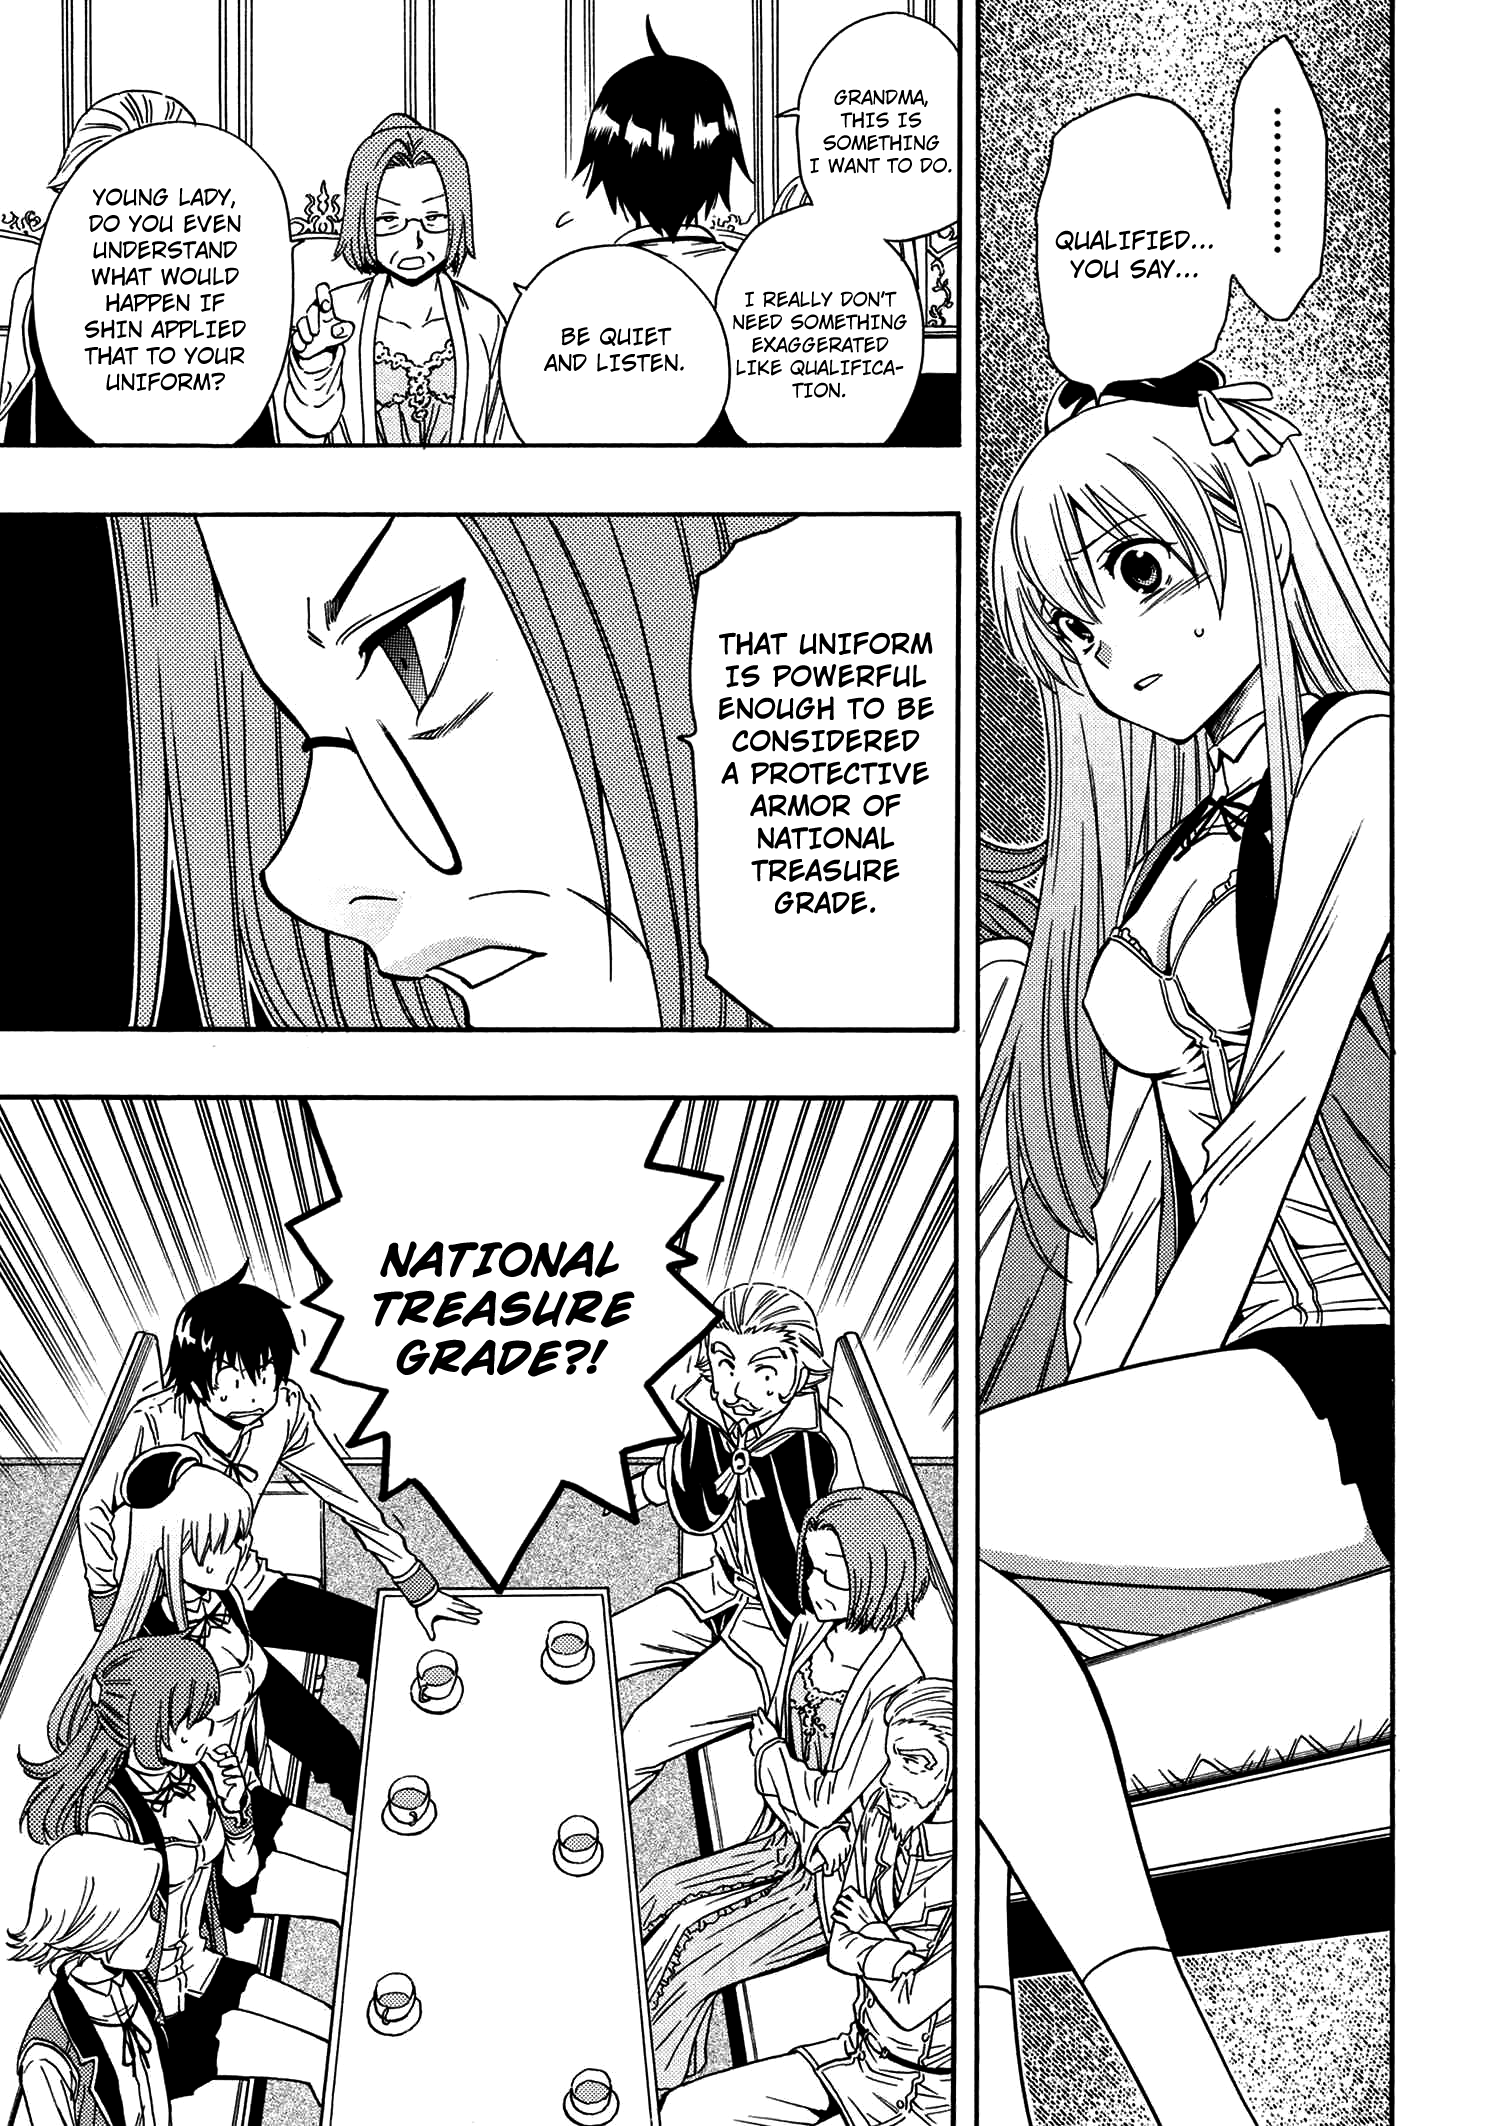 ..........
QUALIFIED...
YOU SAY...
GRANDMA,
THIS IS
SOMETHING
I WANT TO DO.
I REALLY DON'T
NEED SOMETHING
EXAGGERATED
LIKE QUALIFICA-
TION.
BE QUIET
AND LISTEN.
YOUNG LADY,
DO YOU EVEN
UNDERSTAND
WHAT WOULD
HAPPEN IF
SHIN APPLIED
THAT TO YOUR
UNIFORM?
THAT UNIFORM
IS POWERFUL
ENOUGH TO BE
CONSIDERED
A PROTECTIVE
ARMOR OF
NATIONAL
TREASURE
GRADE.
NATIONAL
TREASURE
GRADE?!